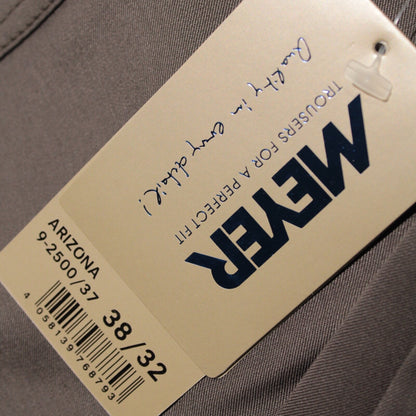 MEYER
TROUSERS FOR A PERFECT FIT
Quality in every detail!
ARIZONA
9-2500/37
38/32
4 058139 768793